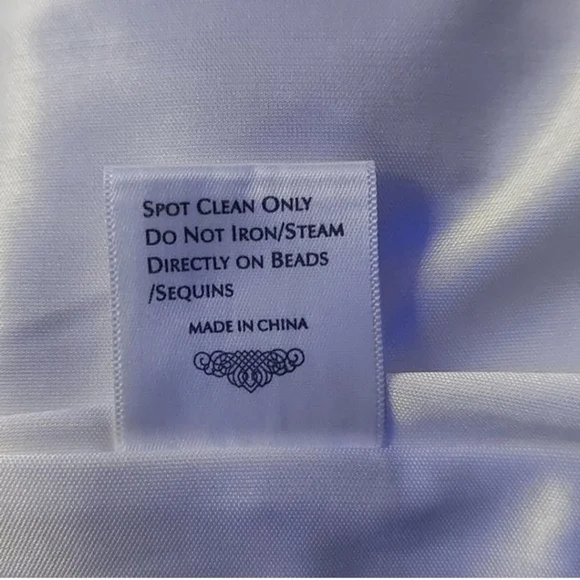 SPOT CLEAN ONLY
DO NOT IRON/STEAM
DIRECTLY ON BEADS
/SEQUINS
MADE IN CHINA